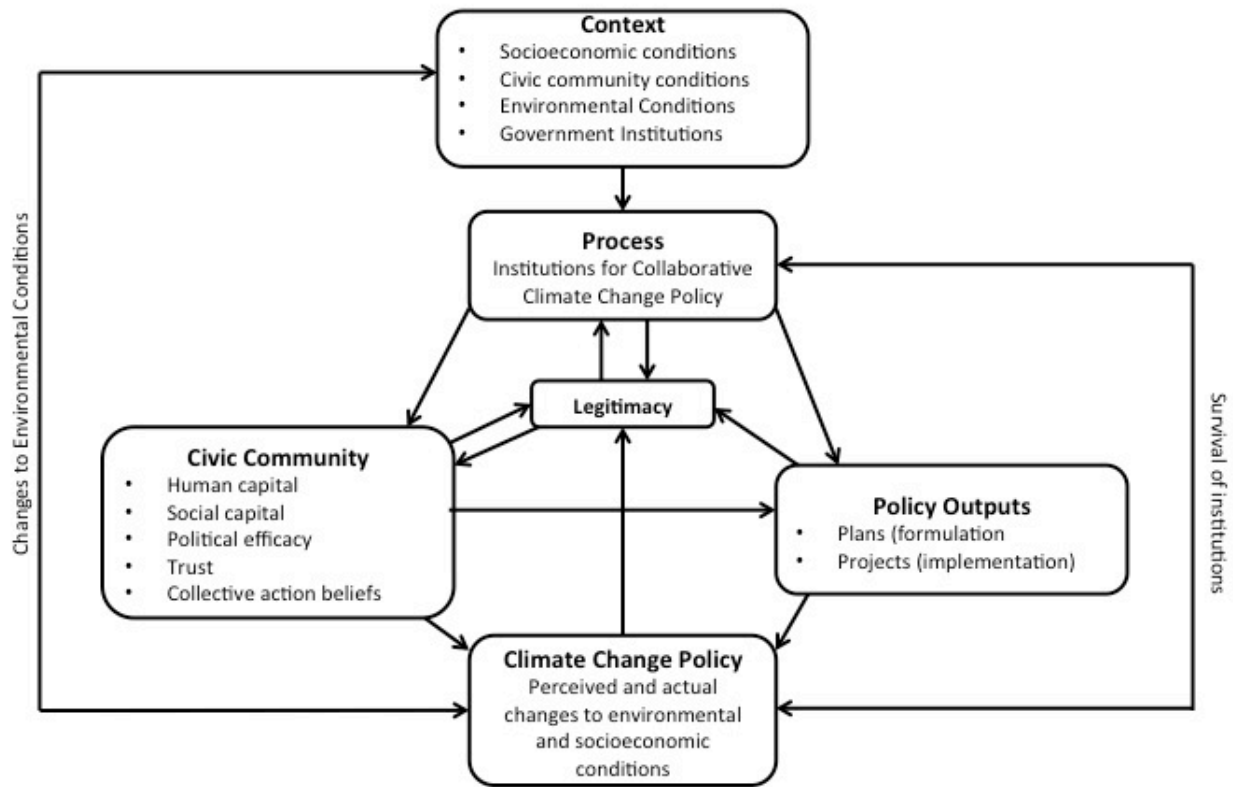 Context
• Socioeconomic conditions
• Civic community conditions
• Environmental Conditions
• Government Institutions
Process
Institutions for Collaborative
Climate Change Policy
Legitimacy
Civic Community
• Human capital
• Social capital
• Political efficacy
• Trust
• Collective action beliefs
Policy Outputs
• Plans (formulation
• Projects (implementation)
Climate Change Policy
Perceived and actual
changes to environmental
and socioeconomic
conditions
Changes to Environmental Conditions
Survival of institutions